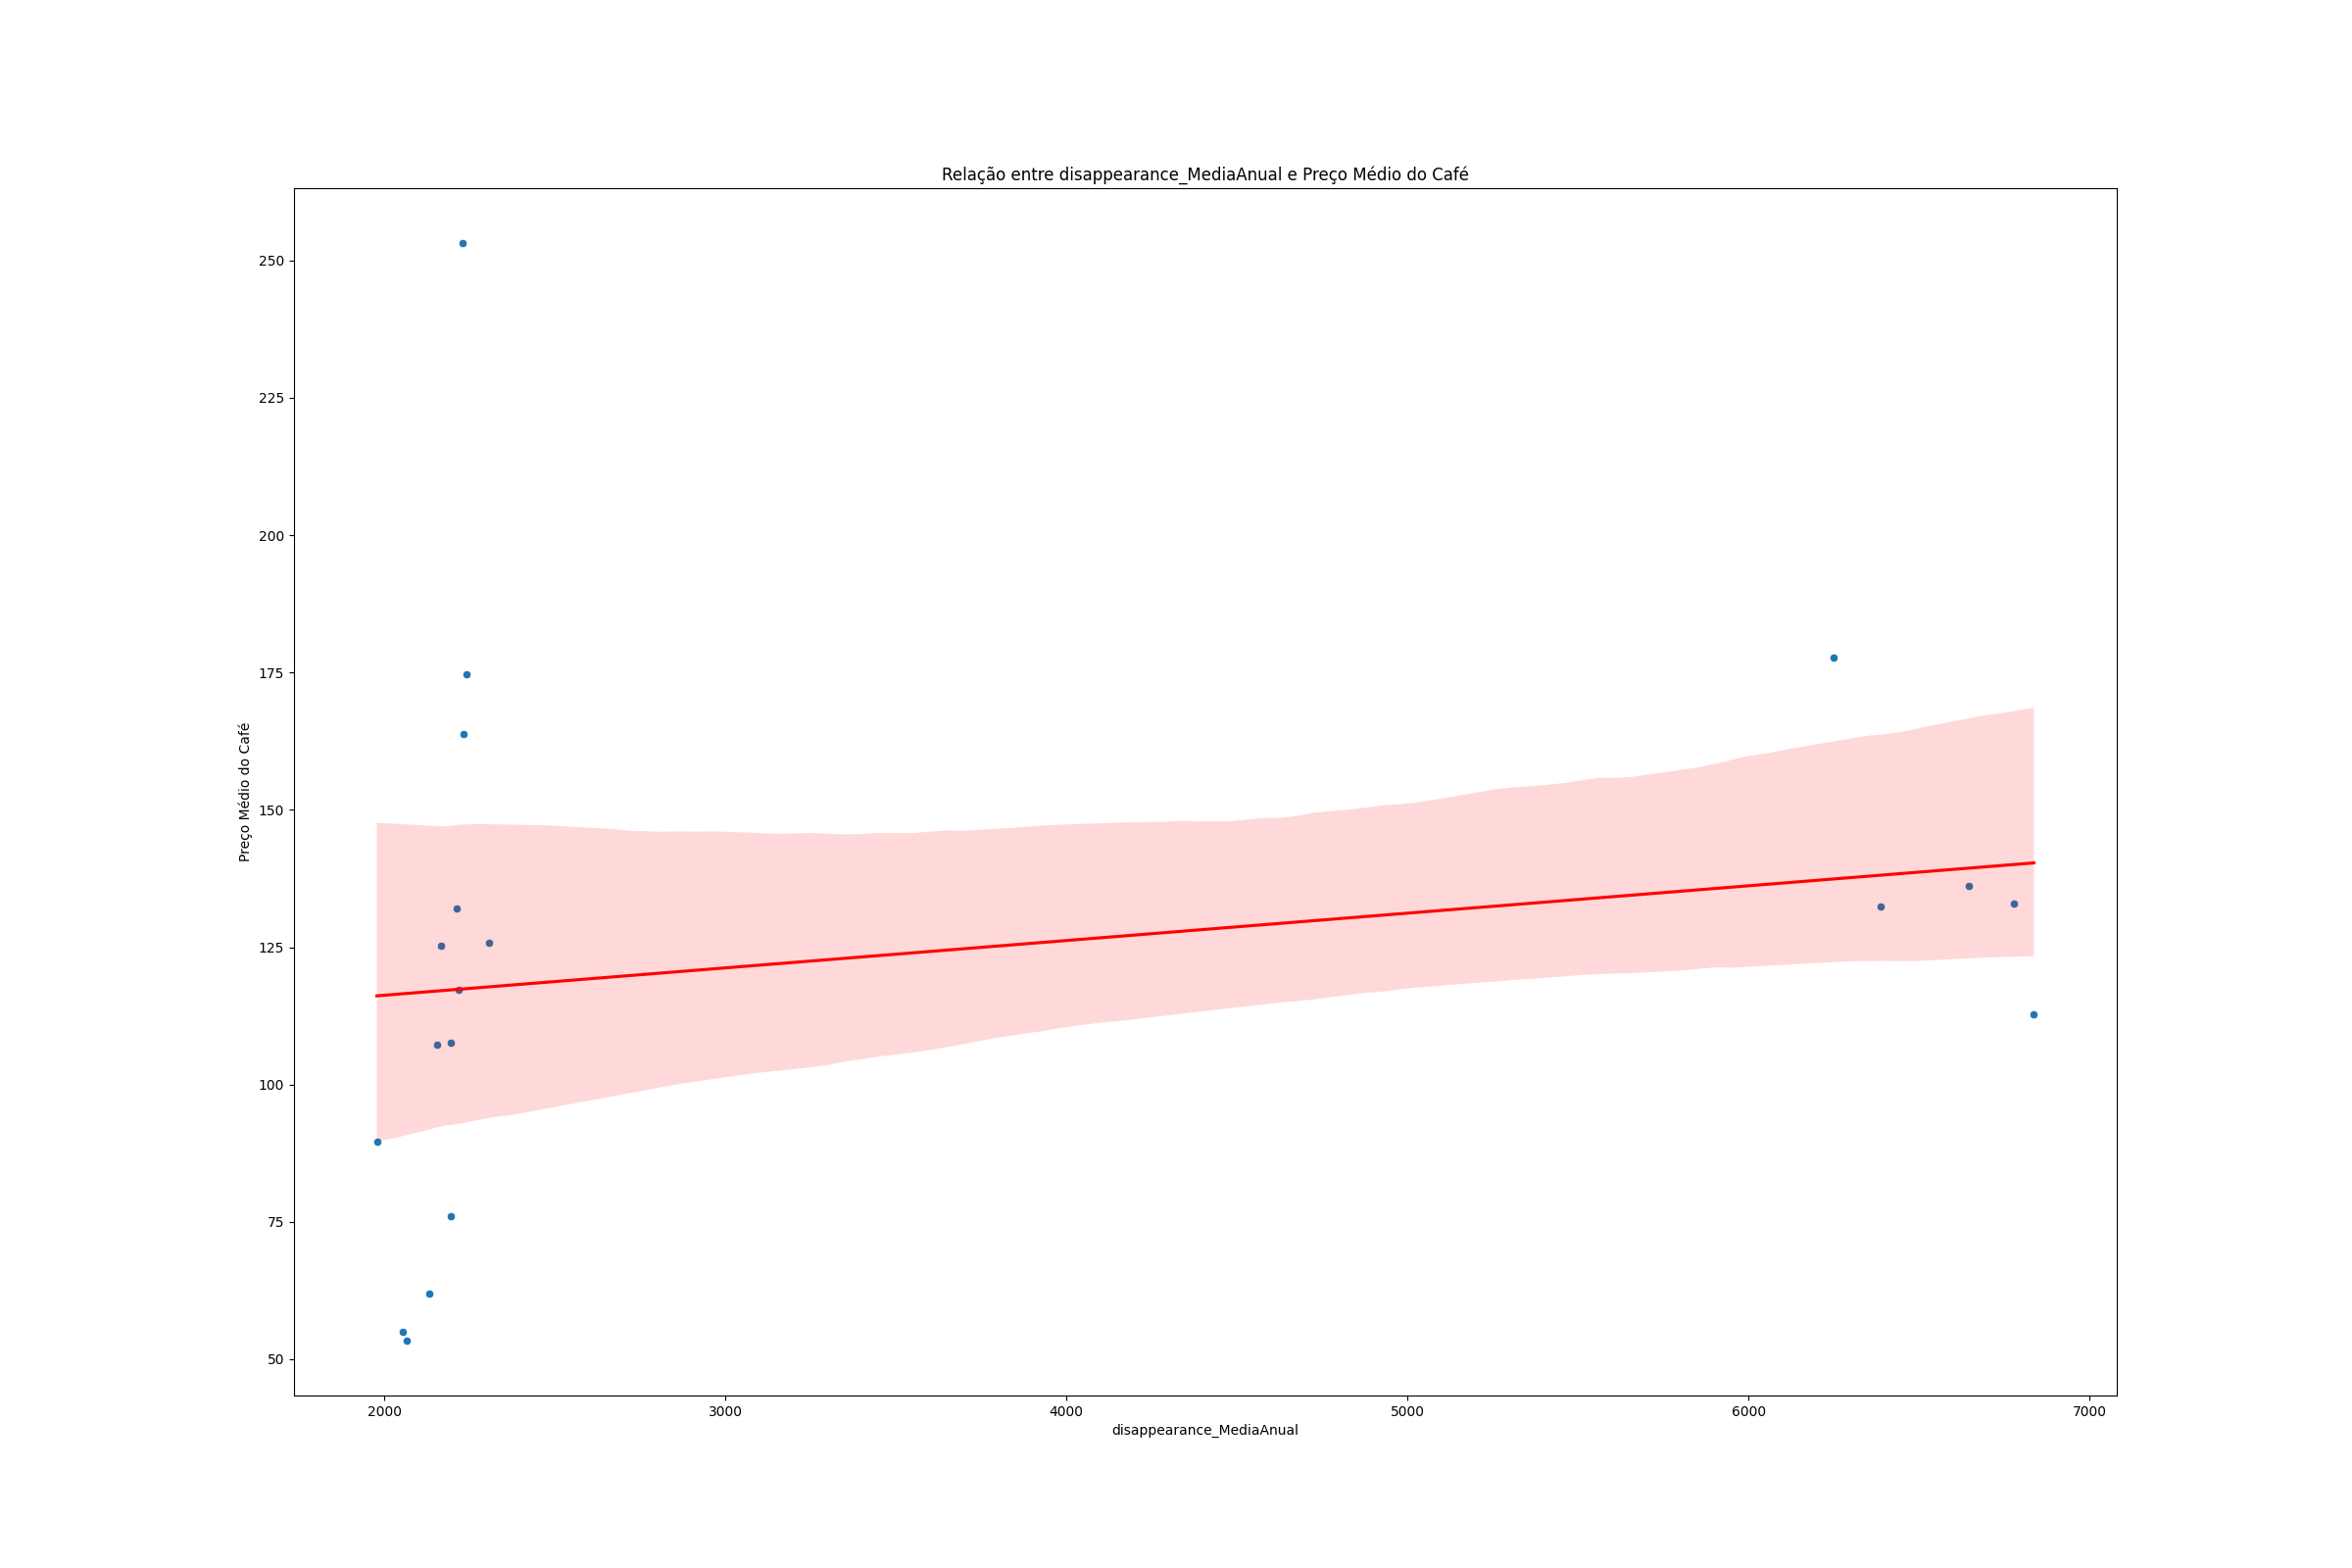 Relação entre disappearance_MediaAnual e Preço Médio do Café
250
225
200
175
150
125
100
75
50
Preço Médio do Café
2000 3000 4000 5000 6000 7000
disappearance_MediaAnual